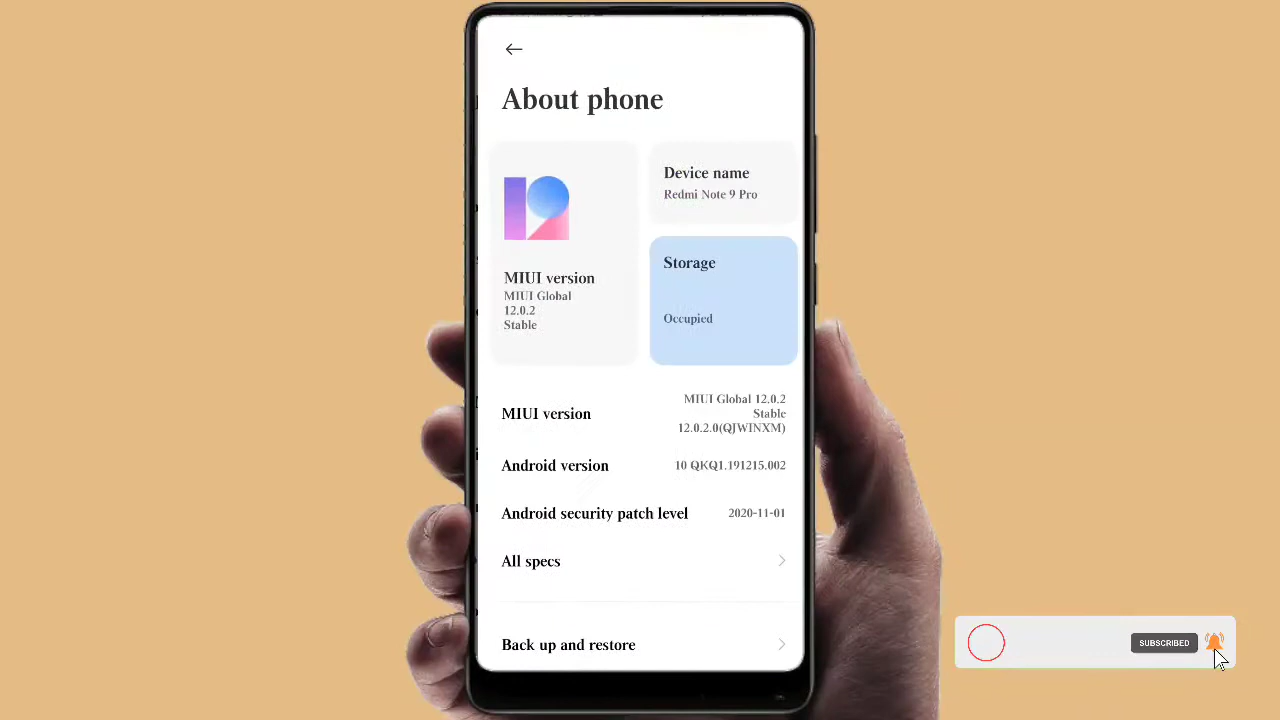 About phone
Device name
Redmi Note 9 Pro
Storage
Occupied
MIUI version
MIUI Global
12.0.2
Stable
MIUI version
MIUI Global 12.0.2
Stable
12.0.2.0(QJWINXM)
Android version
10 QKQ1.191215.002
Android security patch level
2020-11-01
All specs
Back up and restore
SUBSCRIBED